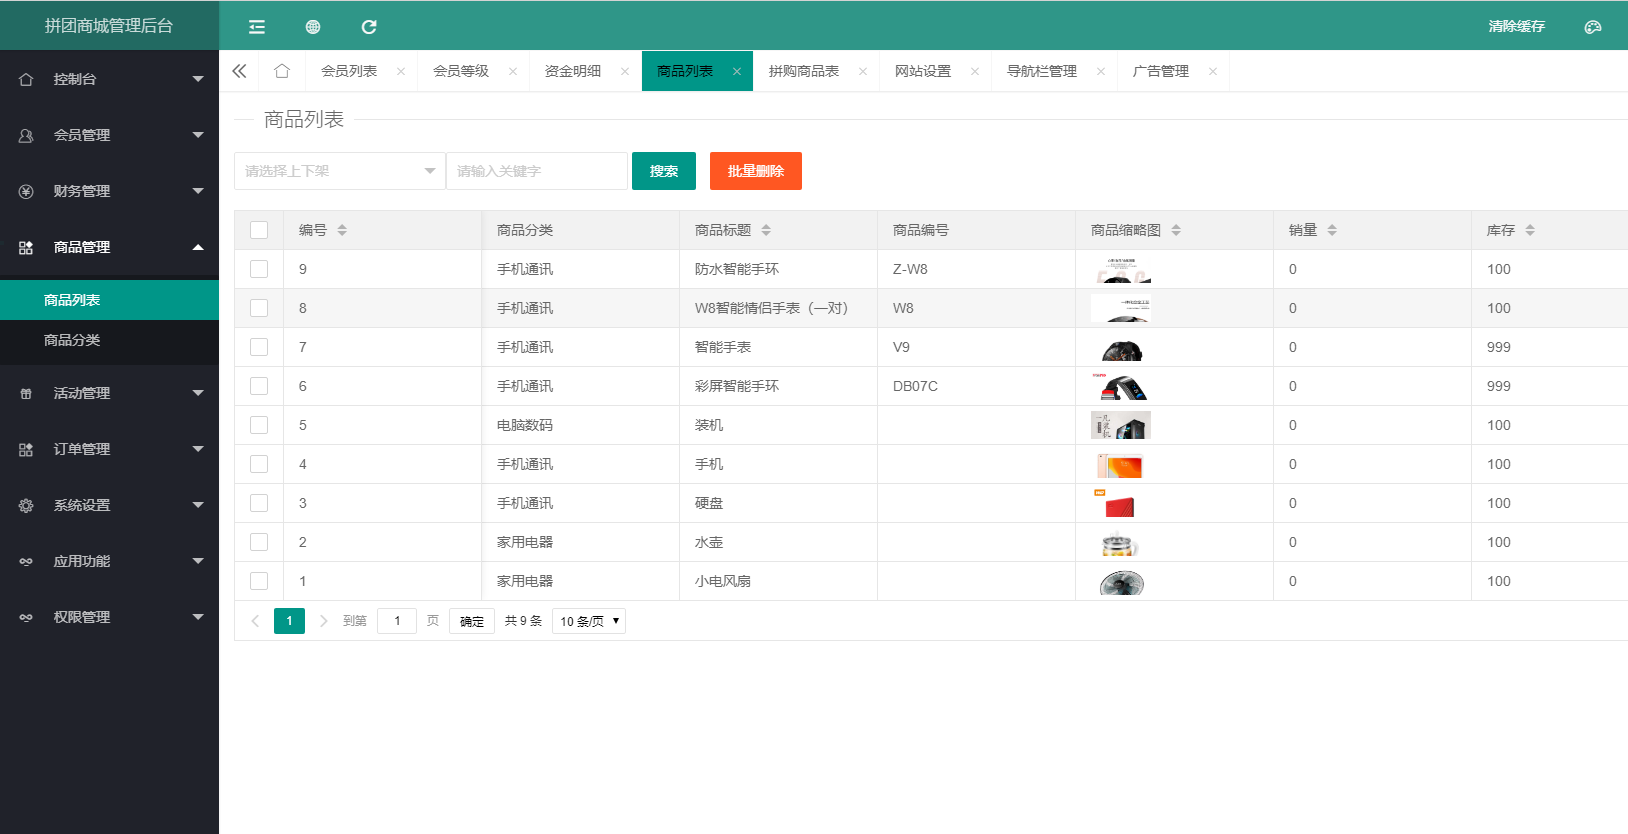 拼团商城管理后台
清除缓存
控制台
会员管理
财务管理
商品管理
商品列表
商品分类
活动管理
订单管理
系统设置
应用功能
权限管理
会员列表 会员等级 资金明细 商品列表 拼购商品表 网站设置 导航栏管理 广告管理
商品列表
请选择上下架 请输入关键字 搜索 批量删除
编号 商品分类 商品标题 商品编号 商品缩略图 销量 库存
9 手机通讯 防水智能手环 Z-W8 0 100
8 手机通讯 W8智能情侣手表（一对） W8 0 100
7 手机通讯 智能手表 V9 0 999
6 手机通讯 彩屏智能手环 DB07C 0 999
5 电脑数码 装机 0 100
4 手机通讯 手机 0 100
3 手机通讯 硬盘 0 100
2 家用电器 水壶 0 100
1 家用电器 小电风扇 0 100
1 到第 1 页 确定 共 9 条 10 条/页